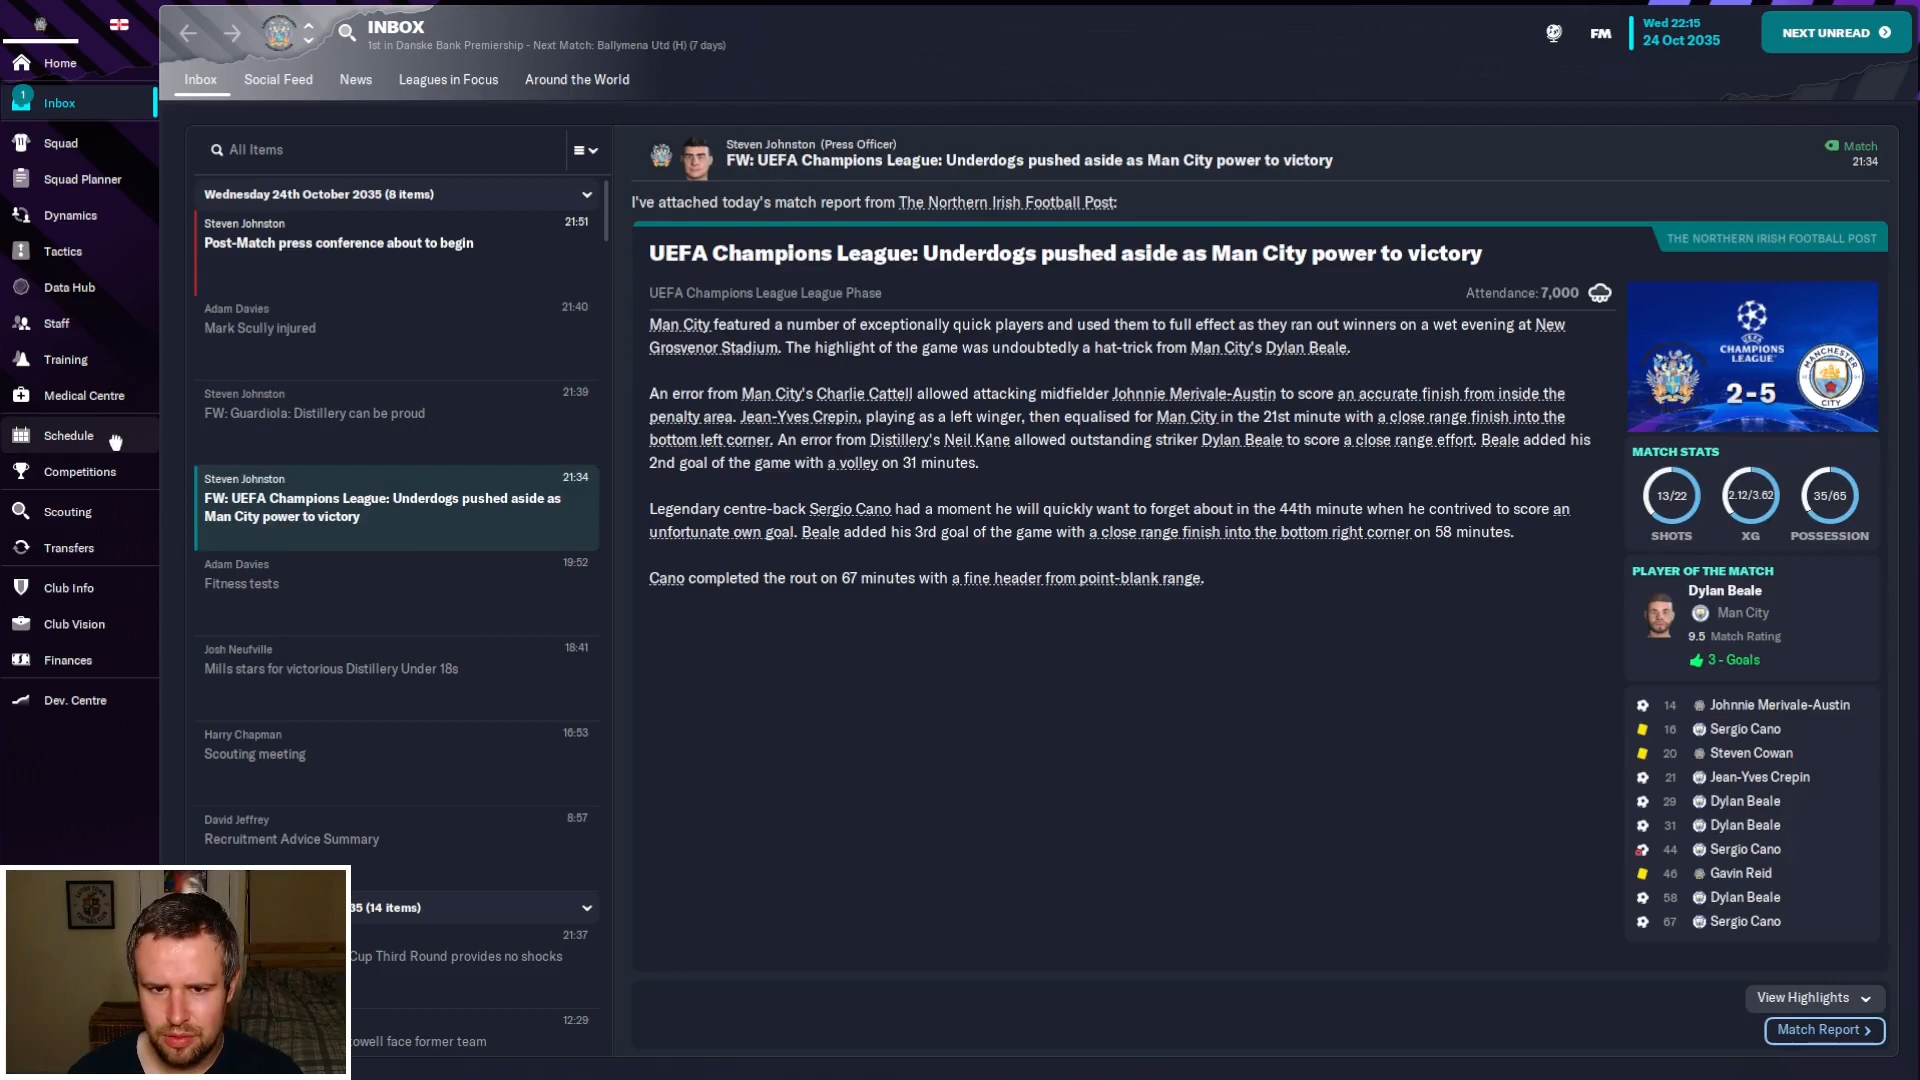 INBOX
1st in Danske Bank Premiership - Next Match: Ballymena Utd (H) (7 days)
FM
Wed 22:15
24 Oct 2035
NEXT UNREAD
Inbox
Social Feed
News
Leagues in Focus
Around the World
Home
1
Inbox
Squad
Squad Planner
Dynamics
Tactics
Data Hub
Staff
Training
Medical Centre
Schedule
Competitions
Scouting
Transfers
Club Info
Club Vision
Finances
Dev. Centre
All Items
Wednesday 24th October 2035 (8 items)
Steven Johnston 21:51
Post-Match press conference about to begin
Adam Davies 21:40
Mark Scully injured
Steven Johnston 21:39
FW: Guardiola: Distillery can be proud
Steven Johnston 21:34
FW: UEFA Champions League: Underdogs pushed aside as
Man City power to victory
Adam Davies 19:52
Fitness tests
Josh Neufville 18:41
Mills stars for victorious Distillery Under 18s
Harry Chapman 16:53
Scouting meeting
David Jeffrey 8:57
Recruitment Advice Summary
35 (14 items)
21:37
Cup Third Round provides no shocks
12:29
owell face former team
Steven Johnston (Press Officer)
FW: UEFA Champions League: Underdogs pushed aside as Man City power to victory
Match
21:34
I've attached today's match report from The Northern Irish Football Post:
THE NORTHERN IRISH FOOTBALL POST
UEFA Champions League: Underdogs pushed aside as Man City power to victory
UEFA Champions League League Phase
Attendance: 7,000
Man City featured a number of exceptionally quick players and used them to full effect as they ran out winners on a wet evening at New
Grosvenor Stadium. The highlight of the game was undoubtedly a hat-trick from Man City's Dylan Beale.
An error from Man City's Charlie Cattell allowed attacking midfielder Johnnie Merivale-Austin to score an accurate finish from inside the
penalty area. Jean-Yves Crepin, playing as a left winger, then equalised for Man City in the 21st minute with a close range finish into the
bottom left corner. An error from Distillery's Neil Kane allowed outstanding striker Dylan Beale to score a close range effort. Beale added his
2nd goal of the game with a volley on 31 minutes.
Legendary centre-back Sergio Cano had a moment he will quickly want to forget about in the 44th minute when he contrived to score an
unfortunate own goal. Beale added his 3rd goal of the game with a close range finish into the bottom right corner on 58 minutes.
Cano completed the rout on 67 minutes with a fine header from point-blank range.
UEFA
CHAMPIONS
LEAGUE
2-5
MANCHESTER
CITY
MATCH STATS
13/22
2.12/3.62
35/65
SHOTS
XG
POSSESSION
PLAYER OF THE MATCH
Dylan Beale
Man City
9.5 Match Rating
3 - Goals
14 Johnnie Merivale-Austin
16 Sergio Cano
20 Steven Cowan
21 Jean-Yves Crepin
29 Dylan Beale
31 Dylan Beale
44 Sergio Cano
46 Gavin Reid
58 Dylan Beale
67 Sergio Cano
View Highlights
Match Report